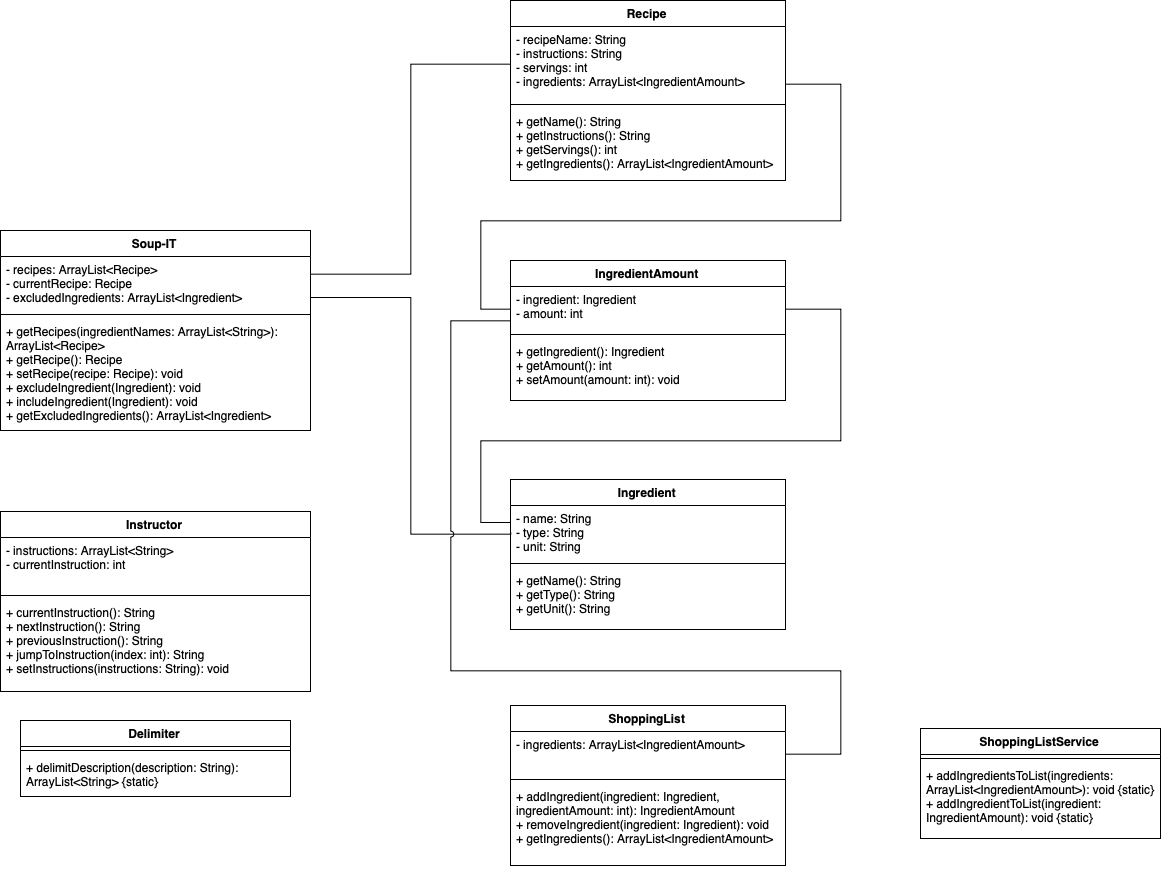 Recipe
- recipeName: String
- instructions: String
- servings: int
- ingredients: ArrayList<IngredientAmount>
+ getName(): String
+ getInstructions(): String
+ getServings(): int
+ getIngredients(): ArrayList<IngredientAmount>
Soup-IT
- recipes: ArrayList<Recipe>
- currentRecipe: Recipe
- excludedIngredients: ArrayList<Ingredient>
+ getRecipes(ingredientNames: ArrayList<String>):
ArrayList<Recipe>
+ getRecipe(): Recipe
+ setRecipe(recipe: Recipe): void
+ excludeIngredient(Ingredient): void
+ includeIngredient(Ingredient): void
+ getExcludedIngredients(): ArrayList<Ingredient>
IngredientAmount
- ingredient: Ingredient
- amount: int
+ getIngredient(): Ingredient
+ getAmount(): int
+ setAmount(amount: int): void
Ingredient
- name: String
- type: String
- unit: String
+ getName(): String
+ getType(): String
+ getUnit(): String
Instructor
- instructions: ArrayList<String>
- currentInstruction: int
+ currentInstruction(): String
+ nextInstruction(): String
+ previousInstruction(): String
+ jumpToInstruction(index: int): String
+ setInstructions(instructions: String): void
Delimiter
+ delimitDescription(description: String):
ArrayList<String> {static}
ShoppingList
- ingredients: ArrayList<IngredientAmount>
+ addIngredient(ingredient: Ingredient,
ingredientAmount: int): IngredientAmount
+ removeIngredient(ingredient: Ingredient): void
+ getIngredients(): ArrayList<IngredientAmount>
ShoppingListService
+ addIngredientsToList(ingredients:
ArrayList<IngredientAmount>): void {static}
+ addIngredientToList(ingredient:
IngredientAmount): void {static}